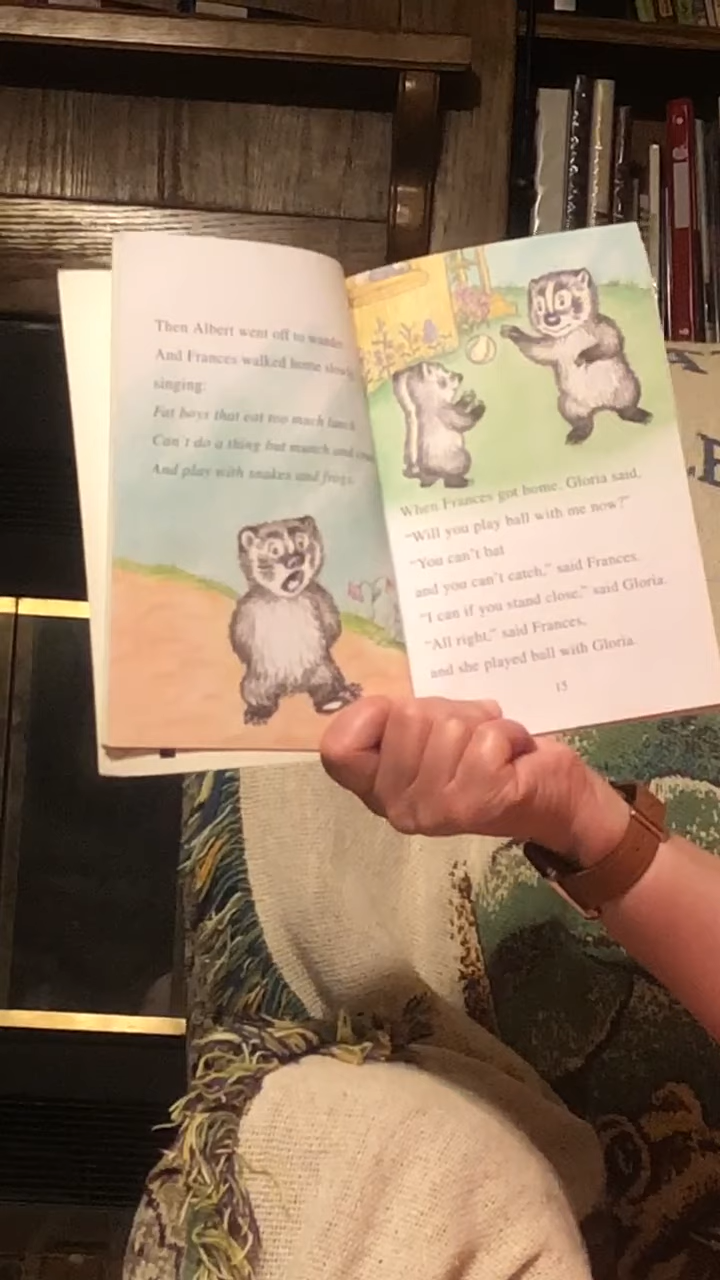 Then Albert went off to wander
And Frances walked home slowly
singing:
Fat boys that eat too much lunch
Can't do a thing but munch and
And play with snakes and frogs.
When Frances got home, Gloria said,
"Will you play ball with me now?"
"You can't bat
and you can't catch," said Frances.
"I can if you stand close," said Gloria.
"All right," said Frances,
and she played ball with Gloria.
15